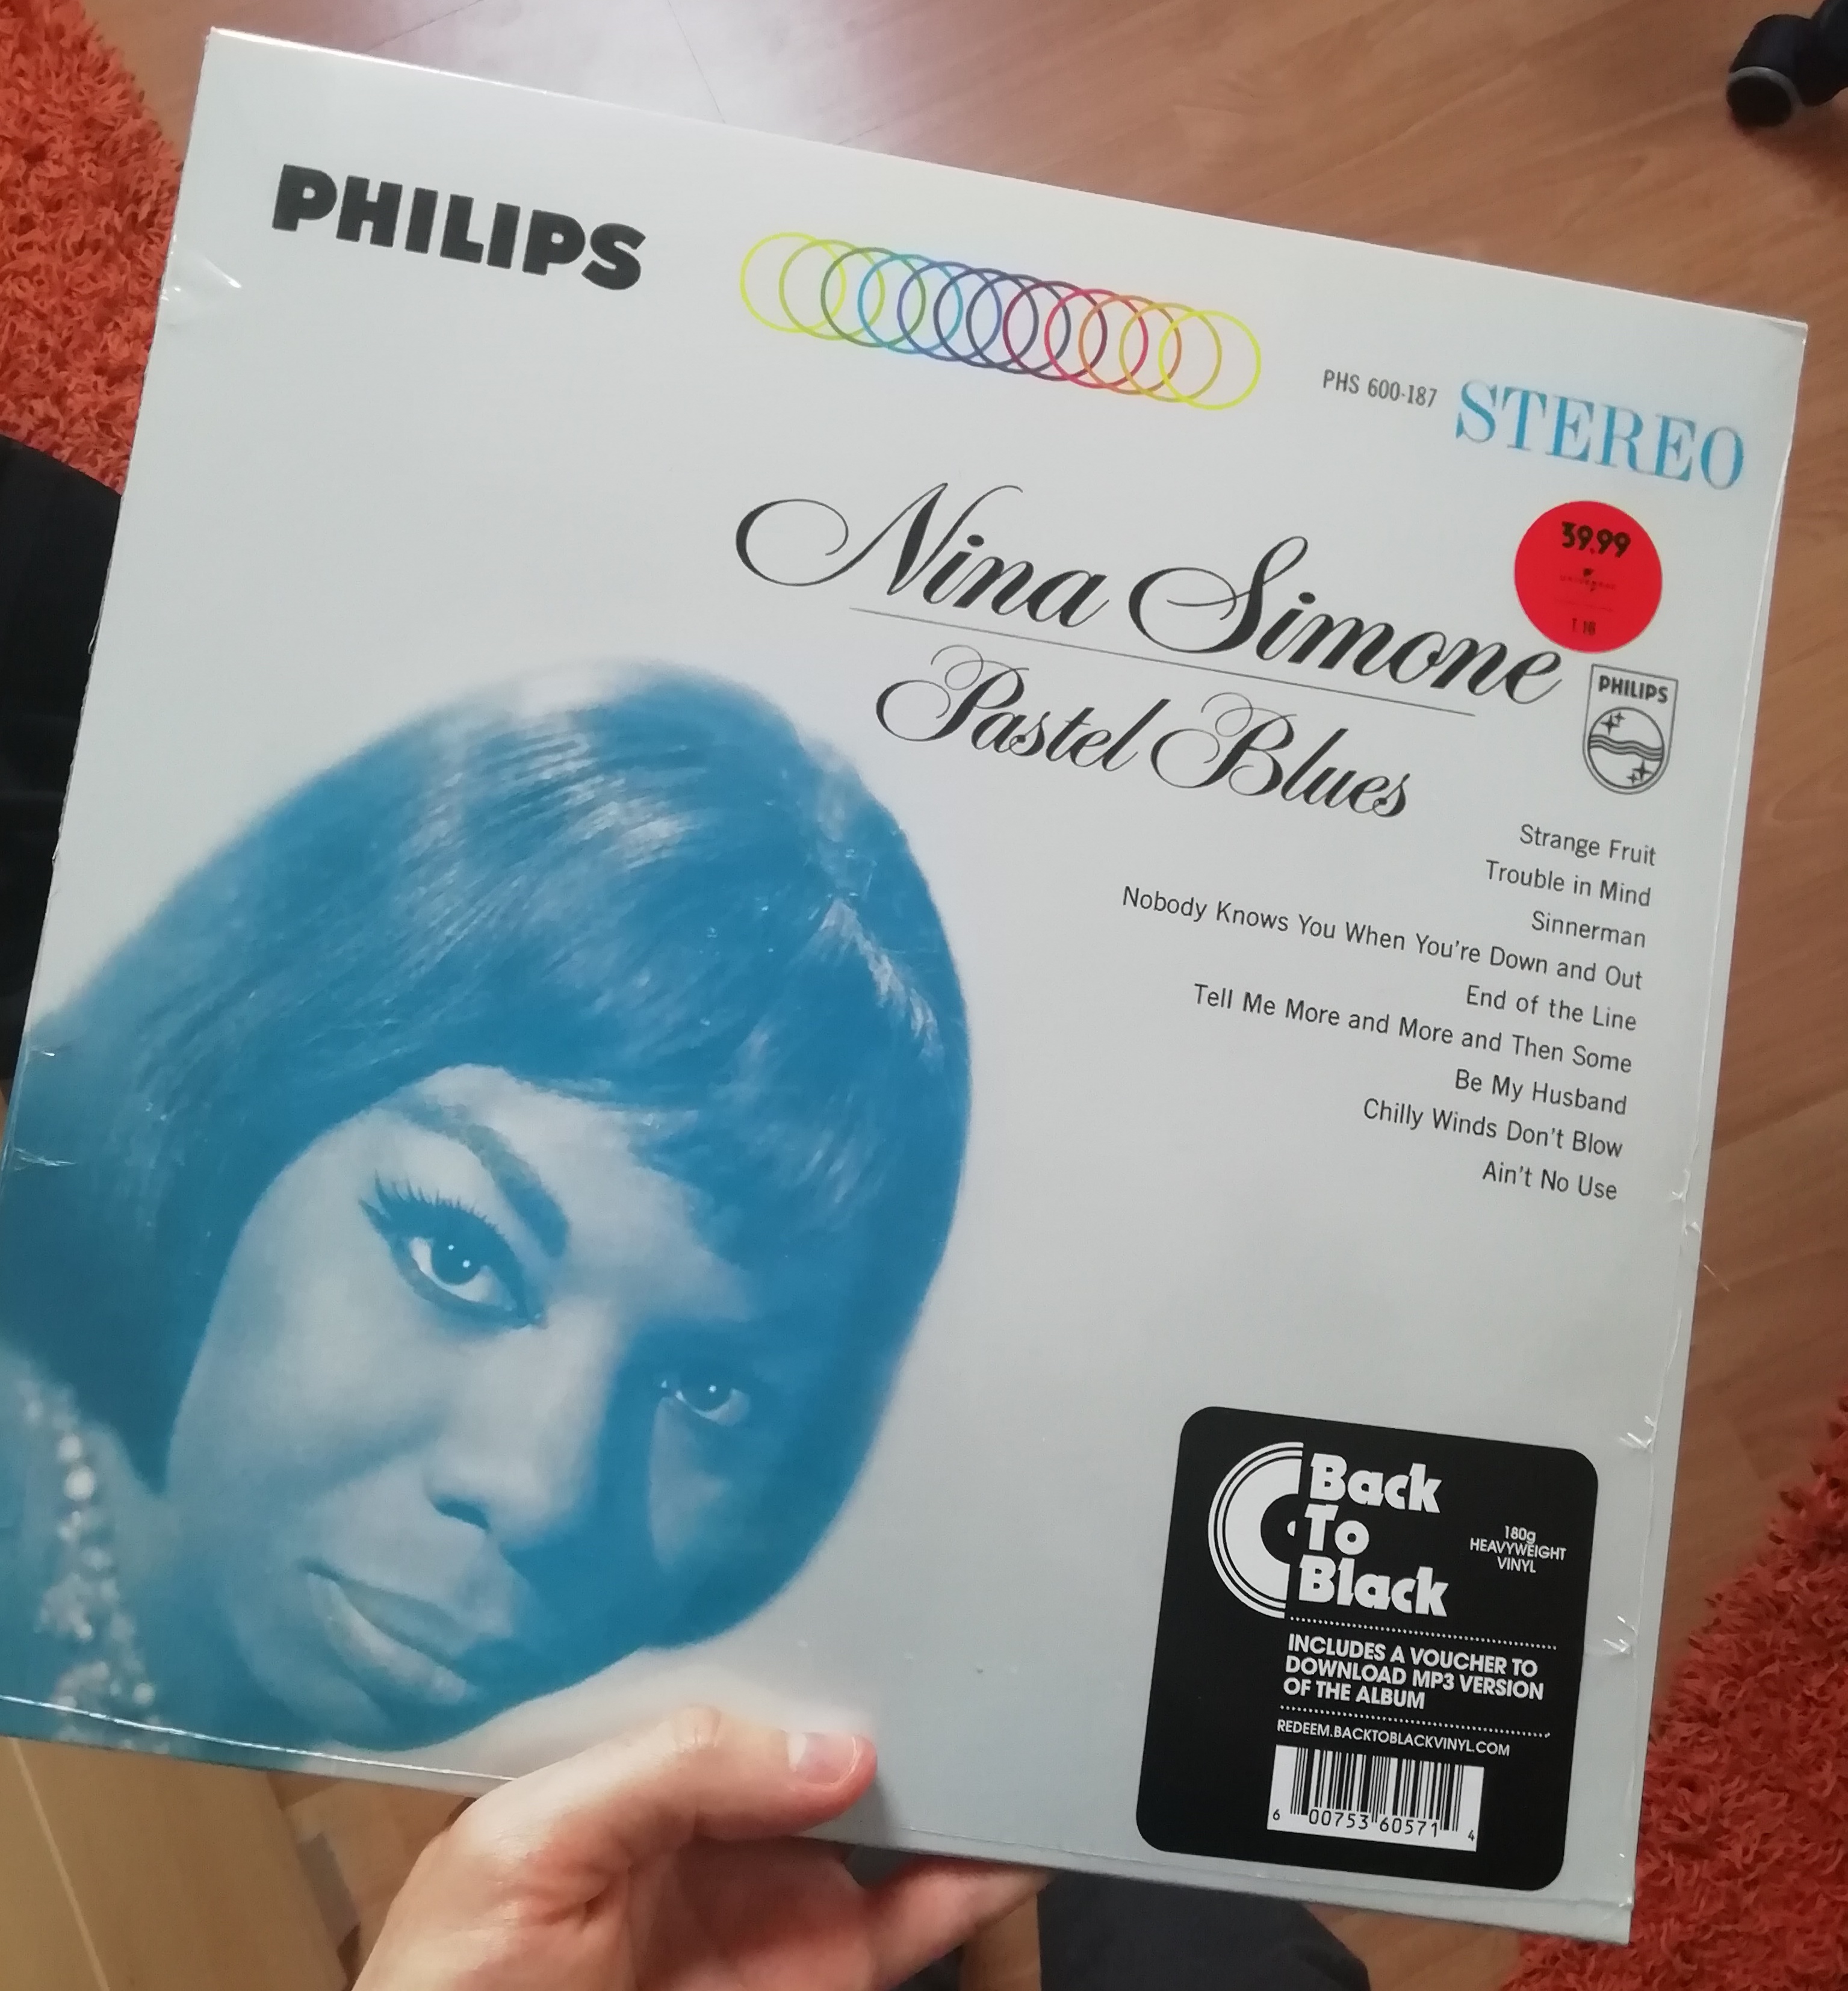 PHILIPS
PHS 600-187 STEREO
39.99
UNIVERSAL
Nina Simone
Pastel Blues
PHILIPS
Strange Fruit
Trouble in Mind
Sinnerman
Nobody Knows You When You're Down and Out
End of the Line
Tell Me More and More and Then Some
Be My Husband
Chilly Winds Don't Blow
Ain't No Use
Back
To
Black
180g
HEAVYWEIGHT
VINYL
INCLUDES A VOUCHER TO
DOWNLOAD MP3 VERSION
OF THE ALBUM
REDEEM.BACKTOBLACKVINYL.COM
6 00753 60571 4